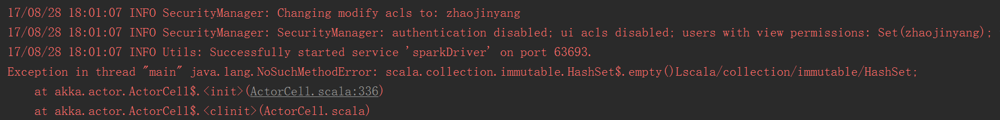 17/08/28 18:01:07 INFO SecurityManager: Changing modify acls to: zhaojinyang
17/08/28 18:01:07 INFO SecurityManager: SecurityManager: authentication disabled; ui acls disabled; users with view permissions: Set(zhaojinyang);
17/08/28 18:01:07 INFO Utils: Successfully started service 'sparkDriver' on port 63693.
Exception in thread "main" java.lang.NoSuchMethodError: scala.collection.immutable.HashSet$.empty()Lscala/collection/immutable/HashSet;
    at akka.actor.ActorCell$.<init>(ActorCell.scala:336)
    at akka.actor.ActorCell$.<clinit>(ActorCell.scala)